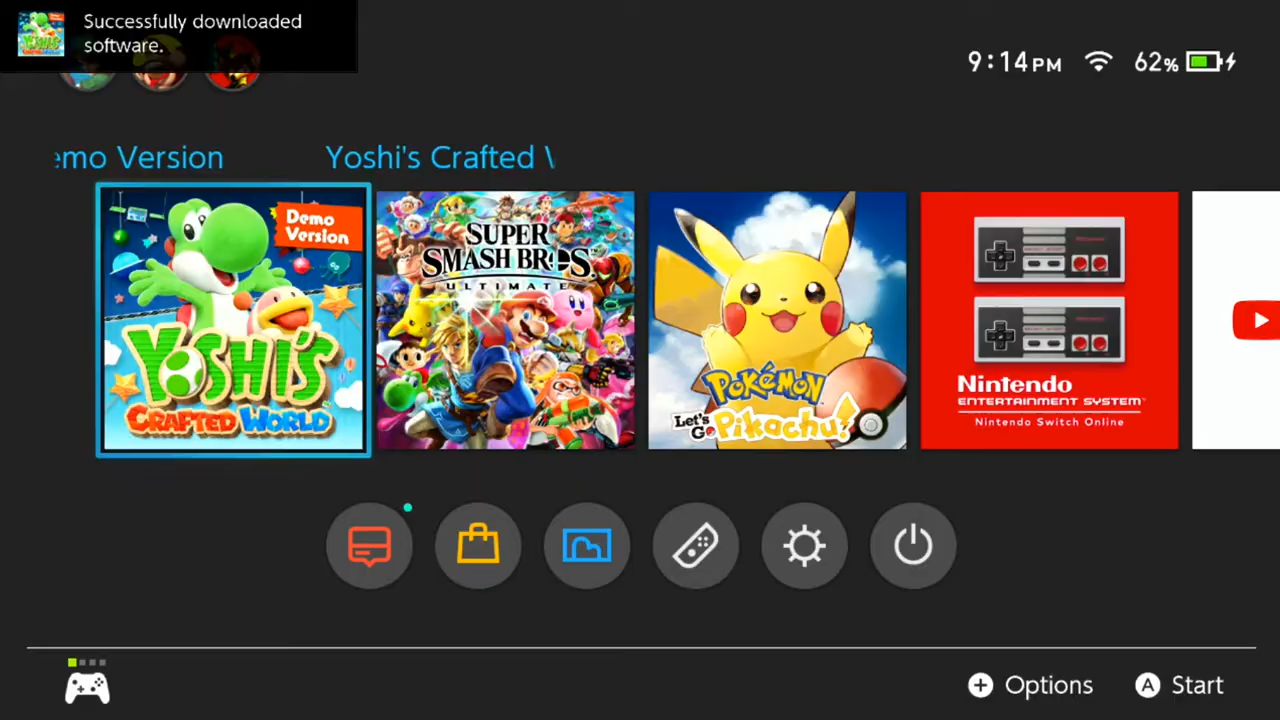 Successfully downloaded
software.
9:14PM
62%
emo Version Yoshi's Crafted
Demo
Version
YOSHI'S
CRAFTED WORLD
SUPER
SMASH BROS.
ULTIMATE
POKÉMON
Let's
Go Pikachu!
Nintendo
ENTERTAINMENT SYSTEM™
Nintendo Switch Online
+ Options
A Start